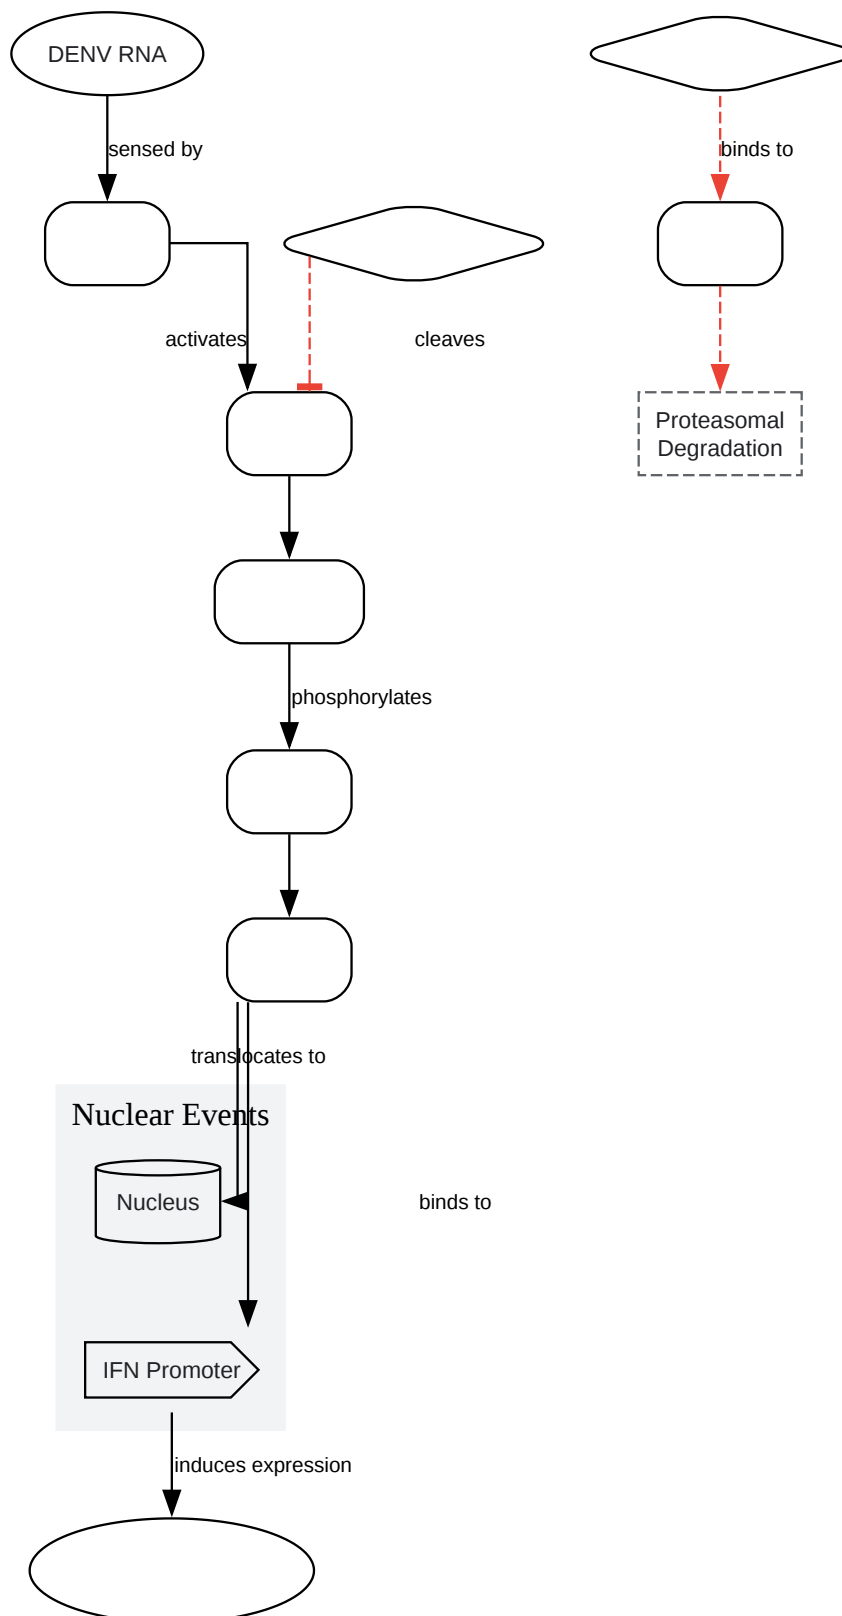 DENV RNA
sensed by
binds to
activates
cleaves
Proteasomal
Degradation
phosphorylates
translocates to
Nuclear Events
Nucleus
binds to
IFN Promoter
induces expression